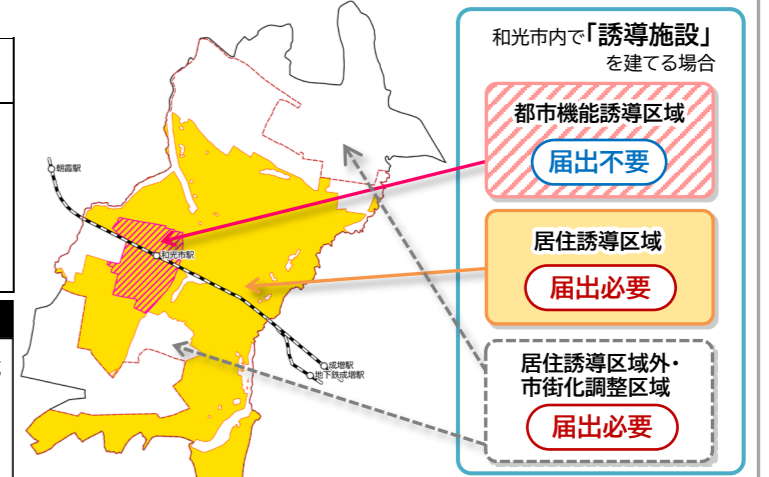 和光市内で「誘導施設」
を建てる場合
都市機能誘導区域
届出不要
居住誘導区域
届出必要
居住誘導区域外・
市街化調整区域
届出必要
朝霞駅
和光市駅
成増駅
地下鉄成増駅